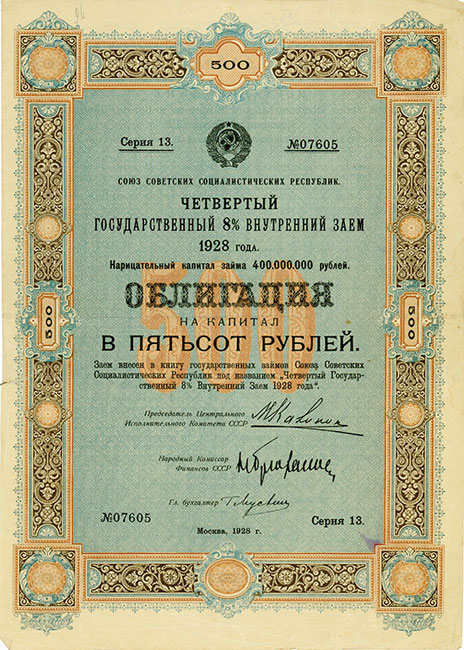 500
Серия 13.
№07605
СОЮЗ СОВЕТСКИХ СОЦИАЛИСТИЧЕСКИХ РЕСПУБЛИК.
ЧЕТВЕРТЫЙ
ГОСУДАРСТВЕННЫЙ 8% ВНУТРЕННИЙ ЗАЕМ
1928 ГОДА.
Нарицательный капитал займа 400.000.000 рублей.
ОБЛИГАЦИЯ
НА КАПИТАЛ
500
500
500
В ПЯТЬСОТ РУБЛЕЙ.
Заем внесен в книгу государственных займов Союза Советских
Социалистических Республик под названием „Четвертый Государ-
ственный 8% Внутренний Заем 1928 года".
Председатель Центрального
Исполнительного Комитета СССР
М Калинин
Народный Комиссар
Финансов СССР
Н Брюханов
Гл. бухгалтер
№07605
Серия 13.
Москва, 1928 г.